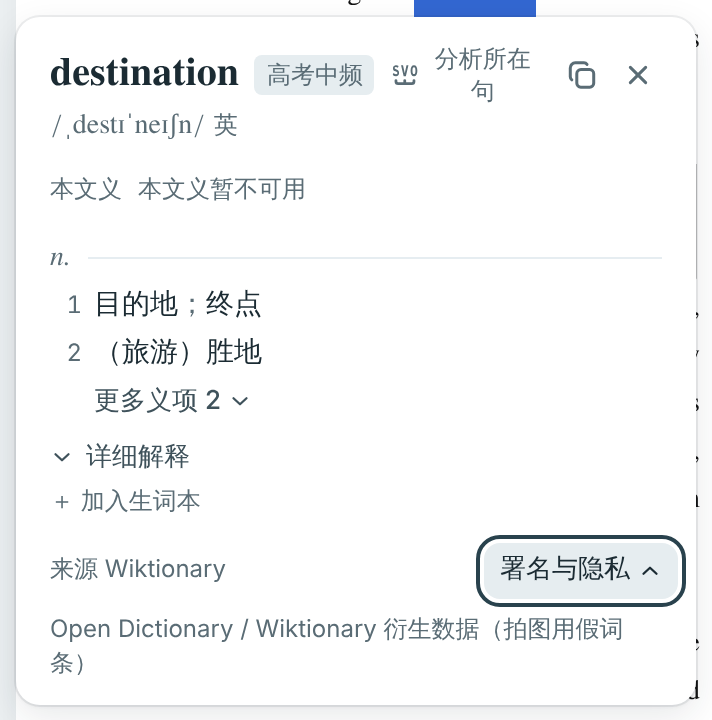 destination 高考中频 SVO 分析所在句
/ˌdestɪˈneɪʃn/ 英
本文义 本文义暂不可用
n.
1 目的地；终点
2 （旅游）胜地
更多义项 2
详细解释
+ 加入生词本
来源 Wiktionary 署名与隐私
Open Dictionary / Wiktionary 衍生数据（拍图用假词
条）